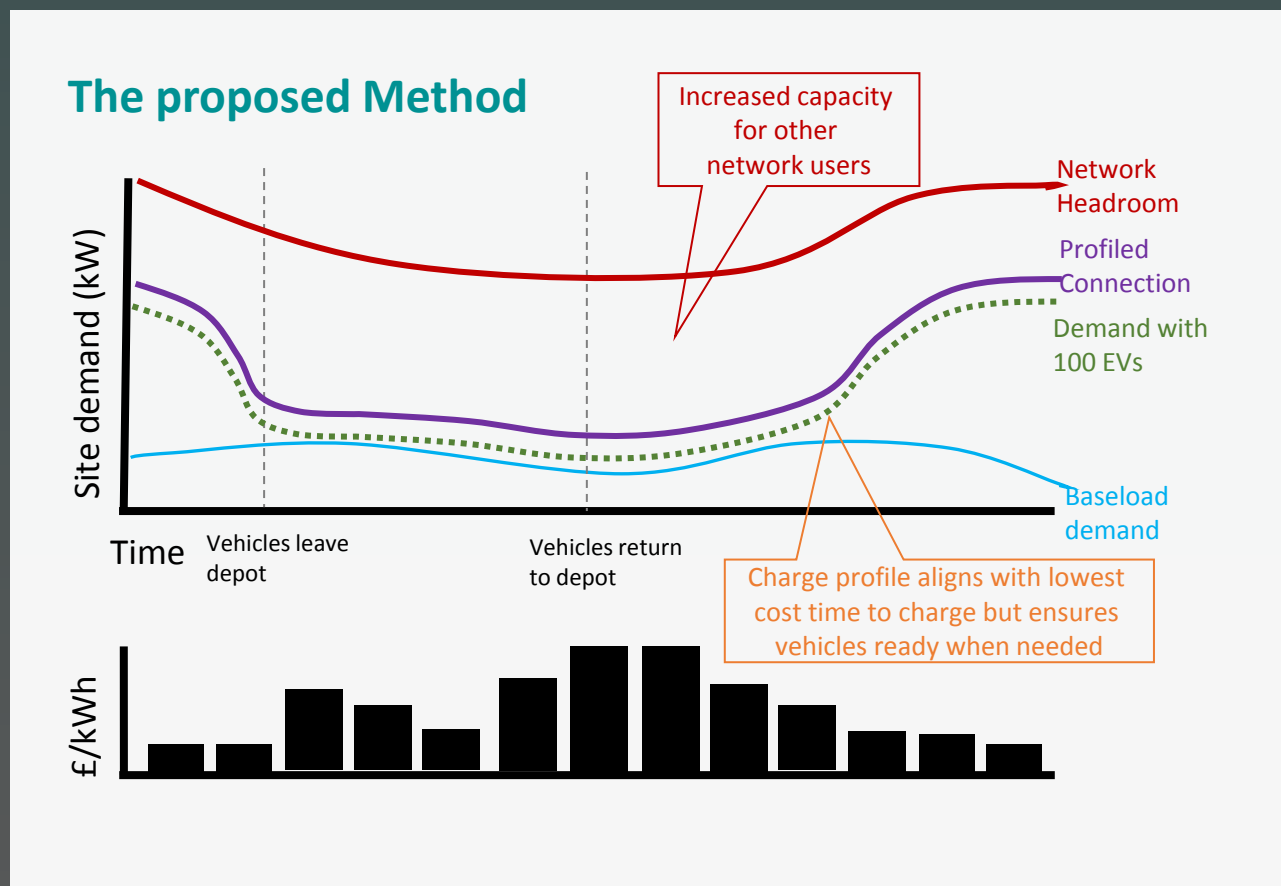 The proposed Method
Increased capacity
for other
network users
Network
Headroom
Profiled
Connection
Demand with
100 EVs
Baseload
demand
Site demand (kW)
Time
Vehicles leave
depot
Vehicles return
to depot
Charge profile aligns with lowest
cost time to charge but ensures
vehicles ready when needed
£/kWh